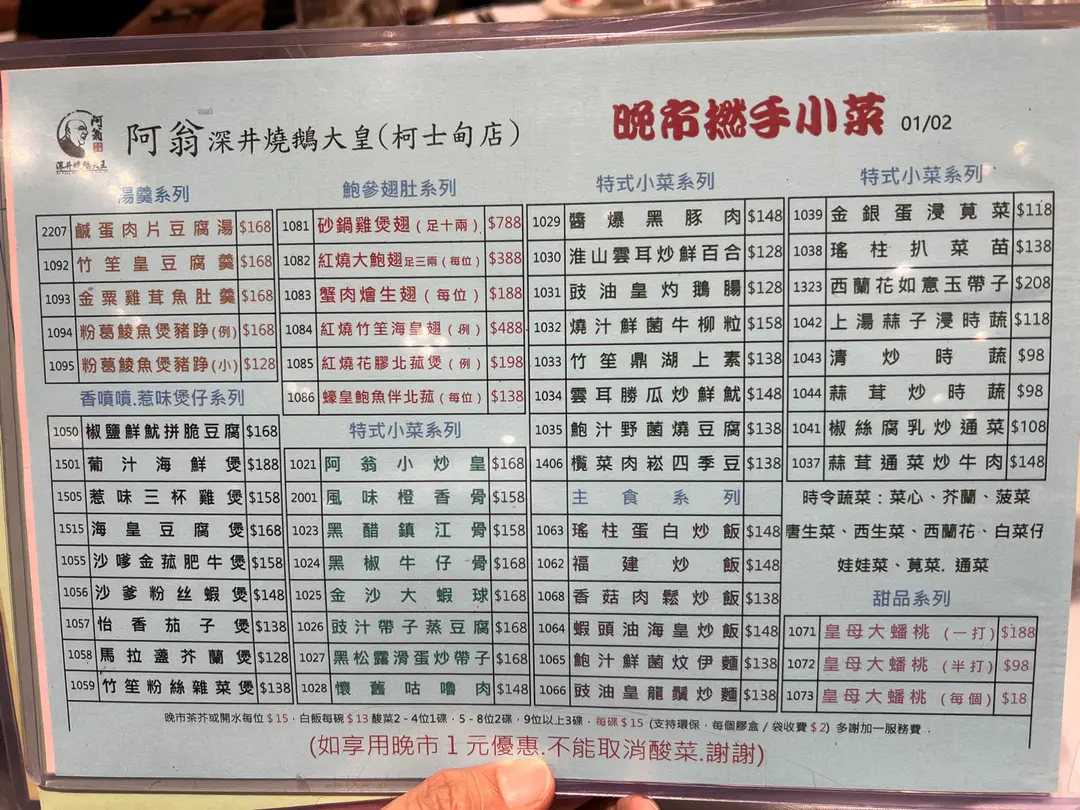 阿翁
深井燒鵝大王
阿翁深井燒鵝大皇(柯士甸店)
晚市撚手小菜 01/02
湯羹系列
2207 鹹蛋肉片豆腐湯 $168
1092 竹笙皇豆腐羹 $168
1093 金粟雞茸魚肚羹 $168
1094 粉葛鯪魚煲豬踭(例) $168
1095 粉葛鯪魚煲豬踭(小) $128
香噴噴.惹味煲仔系列
1050 椒鹽鮮魷拼脆豆腐 $168
1501 葡汁海鮮煲 $188
1505 惹味三杯雞煲 $158
1515 海皇豆腐煲 $168
1055 沙嗲金菰肥牛煲 $158
1056 沙爹粉丝蝦煲 $148
1057 怡香茄子煲 $138
1058 馬拉盞芥蘭煲 $128
1059 竹笙粉絲雜菜煲 $138
鮑參翅肚系列
1081 砂鍋雞煲翅(足十兩) $788
1082 紅燒大鮑翅足三兩(每位) $388
1083 蟹肉燴生翅(每位) $188
1084 紅燒竹笙海皇翅(例) $488
1085 紅燒花膠北菰煲(例) $198
1086 蠔皇鮑魚伴北菰(每位) $138
特式小菜系列
1021 阿翁小炒皇 $168
2001 風味橙香骨 $158
1023 黑醋鎮江骨 $158
1024 黑椒牛仔骨 $168
1025 金沙大蝦球 $168
1026 豉汁帶子蒸豆腐 $168
1027 黑松露滑蛋炒帶子 $168
1028 懷舊咕嚕肉 $148
特式小菜系列
1029 醬爆黑豚肉 $148
1030 淮山雲耳炒鮮百合 $128
1031 豉油皇灼鵝腸 $128
1032 燒汁鮮菌牛柳粒 $158
1033 竹笙鼎湖上素 $138
1034 雲耳勝瓜炒鮮魷 $148
1035 鮑汁野菌燒豆腐 $138
1406 欖菜肉崧四季豆 $138
主食系列
1063 瑤柱蛋白炒飯 $148
1062 福建炒飯 $148
1068 香菇肉鬆炒飯 $138
1064 蝦頭油海皇炒飯 $148
1065 鮑汁鮮菌炆伊麵 $138
1066 豉油皇龍鬚炒麵 $138
特式小菜系列
1039 金銀蛋浸莧菜 $118
1038 瑤柱扒菜苗 $138
1323 西蘭花如意玉帶子 $208
1042 上湯蒜子浸時蔬 $118
1043 清炒時蔬 $98
1044 蒜茸炒時蔬 $98
1041 椒絲腐乳炒通菜 $108
1037 蒜茸通菜炒牛肉 $148
時令蔬菜:菜心、芥蘭、菠菜
唐生菜、西生菜、西蘭花、白菜仔
娃娃菜、莧菜.通菜
甜品系列
1071 皇母大蟠桃(一打) $188
1072 皇母大蟠桃(半打) $98
1073 皇母大蟠桃(每個) $18
晚市茶芥或開水每位$15﹒白飯每碗$13 酸菜2-4位1碟﹒5-8位2碟﹒9位以上3碟﹒每碟$15 (支持環保﹒每個膠盒/袋收費$2) 多謝加一服務費﹒
(如享用晚市1元優惠.不能取消酸菜.謝謝)